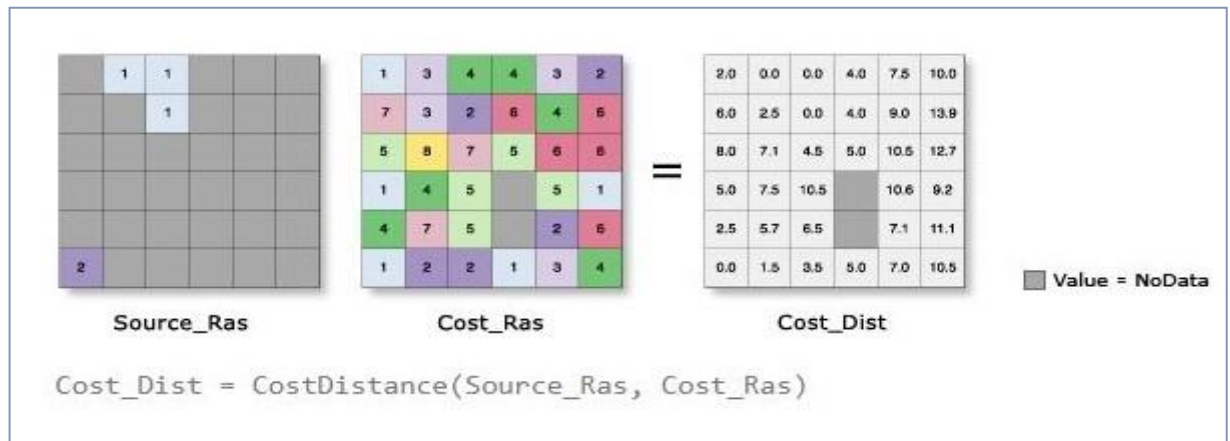 1 1
1
2
Source_Ras
1 3 4 4 3 2
7 3 2 6 4 6
5 8 7 5 6 6
1 4 5 5 1
4 7 5 2 6
1 2 2 1 3 4
Cost_Ras
=
2.0 0.0 0.0 4.0 7.5 10.0
6.0 2.5 0.0 4.0 9.0 13.9
8.0 7.1 4.5 5.0 10.5 12.7
5.0 7.5 10.5 10.6 9.2
2.5 5.7 6.5 7.1 11.1
0.0 1.5 3.5 5.0 7.0 10.5
Cost_Dist
Value = NoData
Cost_Dist = CostDistance(Source_Ras, Cost_Ras)